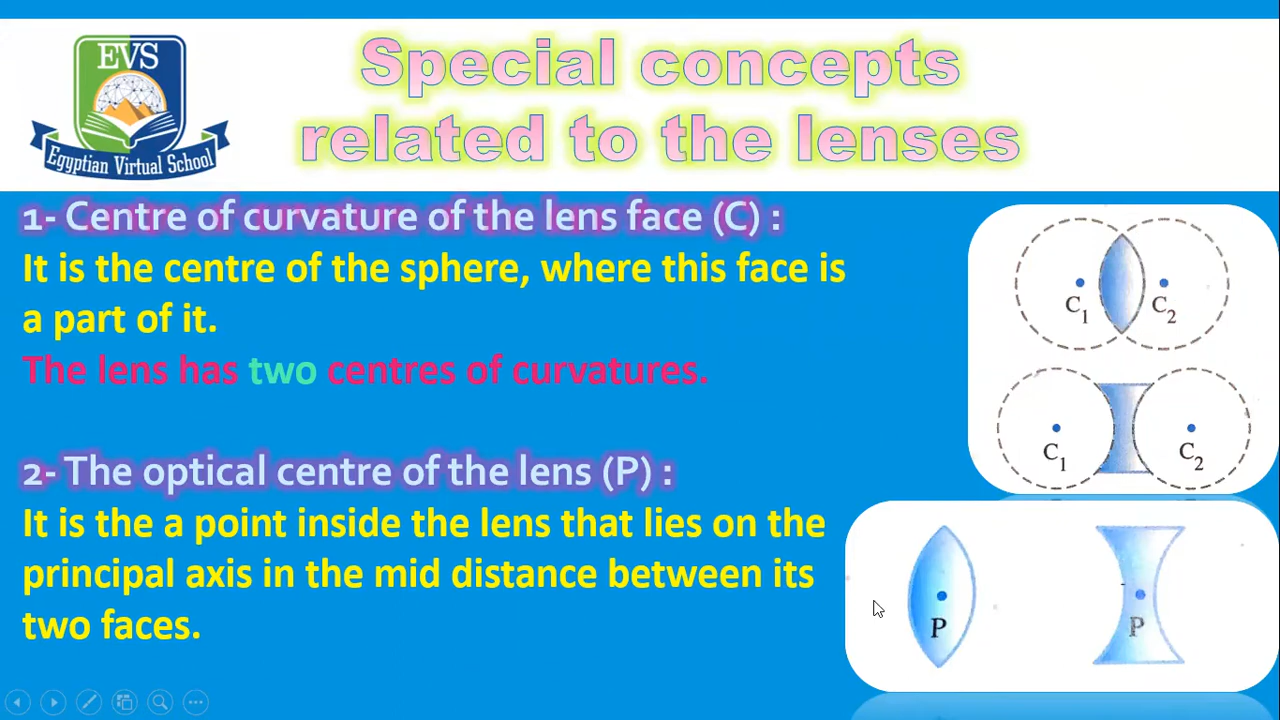 EVS
Egyptian Virtual School
Special concepts
related to the lenses
1- Centre of curvature of the lens face (C) :
It is the centre of the sphere, where this face is
a part of it.
The lens has two centres of curvatures.
C1 C2
C1 C2
2- The optical centre of the lens (P) :
It is the a point inside the lens that lies on the
principal axis in the mid distance between its
two faces.
P P